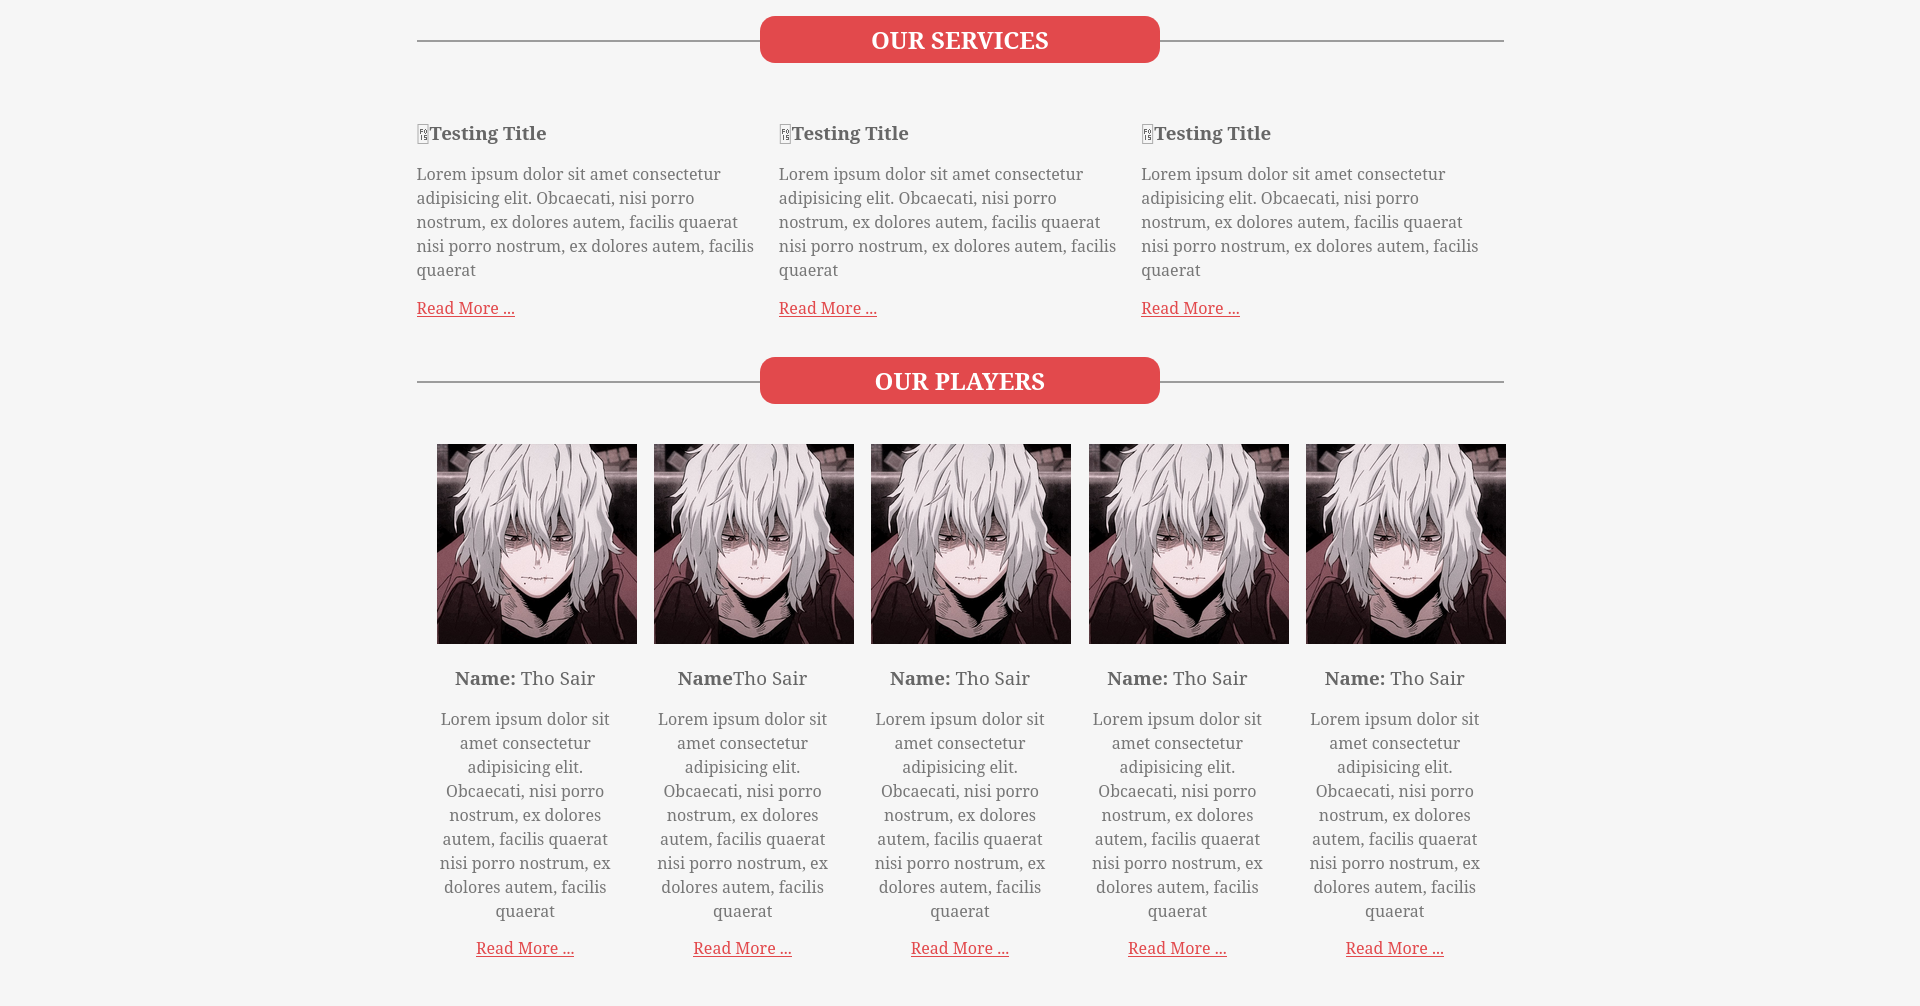 OUR SERVICES
Testing Title
Lorem ipsum dolor sit amet consectetur
adipisicing elit. Obcaecati, nisi porro
nostrum, ex dolores autem, facilis quaerat
nisi porro nostrum, ex dolores autem, facilis
quaerat
Read More ...
Testing Title
Lorem ipsum dolor sit amet consectetur
adipisicing elit. Obcaecati, nisi porro
nostrum, ex dolores autem, facilis quaerat
nisi porro nostrum, ex dolores autem, facilis
quaerat
Read More ...
Testing Title
Lorem ipsum dolor sit amet consectetur
adipisicing elit. Obcaecati, nisi porro
nostrum, ex dolores autem, facilis quaerat
nisi porro nostrum, ex dolores autem, facilis
quaerat
Read More ...
OUR PLAYERS
Name: Tho Sair
Lorem ipsum dolor sit
amet consectetur
adipisicing elit.
Obcaecati, nisi porro
nostrum, ex dolores
autem, facilis quaerat
nisi porro nostrum, ex
dolores autem, facilis
quaerat
Read More ...
NameTho Sair
Lorem ipsum dolor sit
amet consectetur
adipisicing elit.
Obcaecati, nisi porro
nostrum, ex dolores
autem, facilis quaerat
nisi porro nostrum, ex
dolores autem, facilis
quaerat
Read More ...
Name: Tho Sair
Lorem ipsum dolor sit
amet consectetur
adipisicing elit.
Obcaecati, nisi porro
nostrum, ex dolores
autem, facilis quaerat
nisi porro nostrum, ex
dolores autem, facilis
quaerat
Read More ...
Name: Tho Sair
Lorem ipsum dolor sit
amet consectetur
adipisicing elit.
Obcaecati, nisi porro
nostrum, ex dolores
autem, facilis quaerat
nisi porro nostrum, ex
dolores autem, facilis
quaerat
Read More ...
Name: Tho Sair
Lorem ipsum dolor sit
amet consectetur
adipisicing elit.
Obcaecati, nisi porro
nostrum, ex dolores
autem, facilis quaerat
nisi porro nostrum, ex
dolores autem, facilis
quaerat
Read More ...